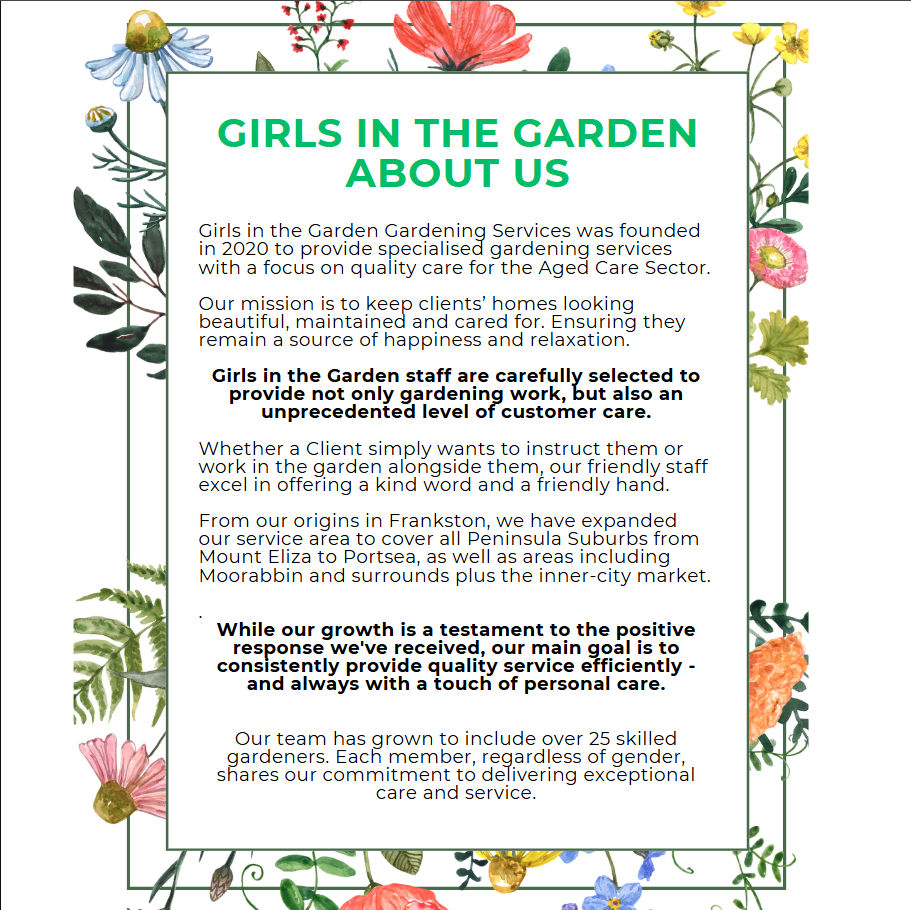 GIRLS IN THE GARDEN
ABOUT US
Girls in the Garden Gardening Services was founded
in 2020 to provide specialised gardening services
with a focus on quality care for the Aged Care Sector.
Our mission is to keep clients’ homes looking
beautiful, maintained and cared for. Ensuring they
remain a source of happiness and relaxation.
Girls in the Garden staff are carefully selected to
provide not only gardening work, but also an
unprecedented level of customer care.
Whether a Client simply wants to instruct them or
work in the garden alongside them, our friendly staff
excel in offering a kind word and a friendly hand.
From our origins in Frankston, we have expanded
our service area to cover all Peninsula Suburbs from
Mount Eliza to Portsea, as well as areas including
Moorabbin and surrounds plus the inner-city market.
.
While our growth is a testament to the positive
response we've received, our main goal is to
consistently provide quality service efficiently -
and always with a touch of personal care.
Our team has grown to include over 25 skilled
gardeners. Each member, regardless of gender,
shares our commitment to delivering exceptional
care and service.